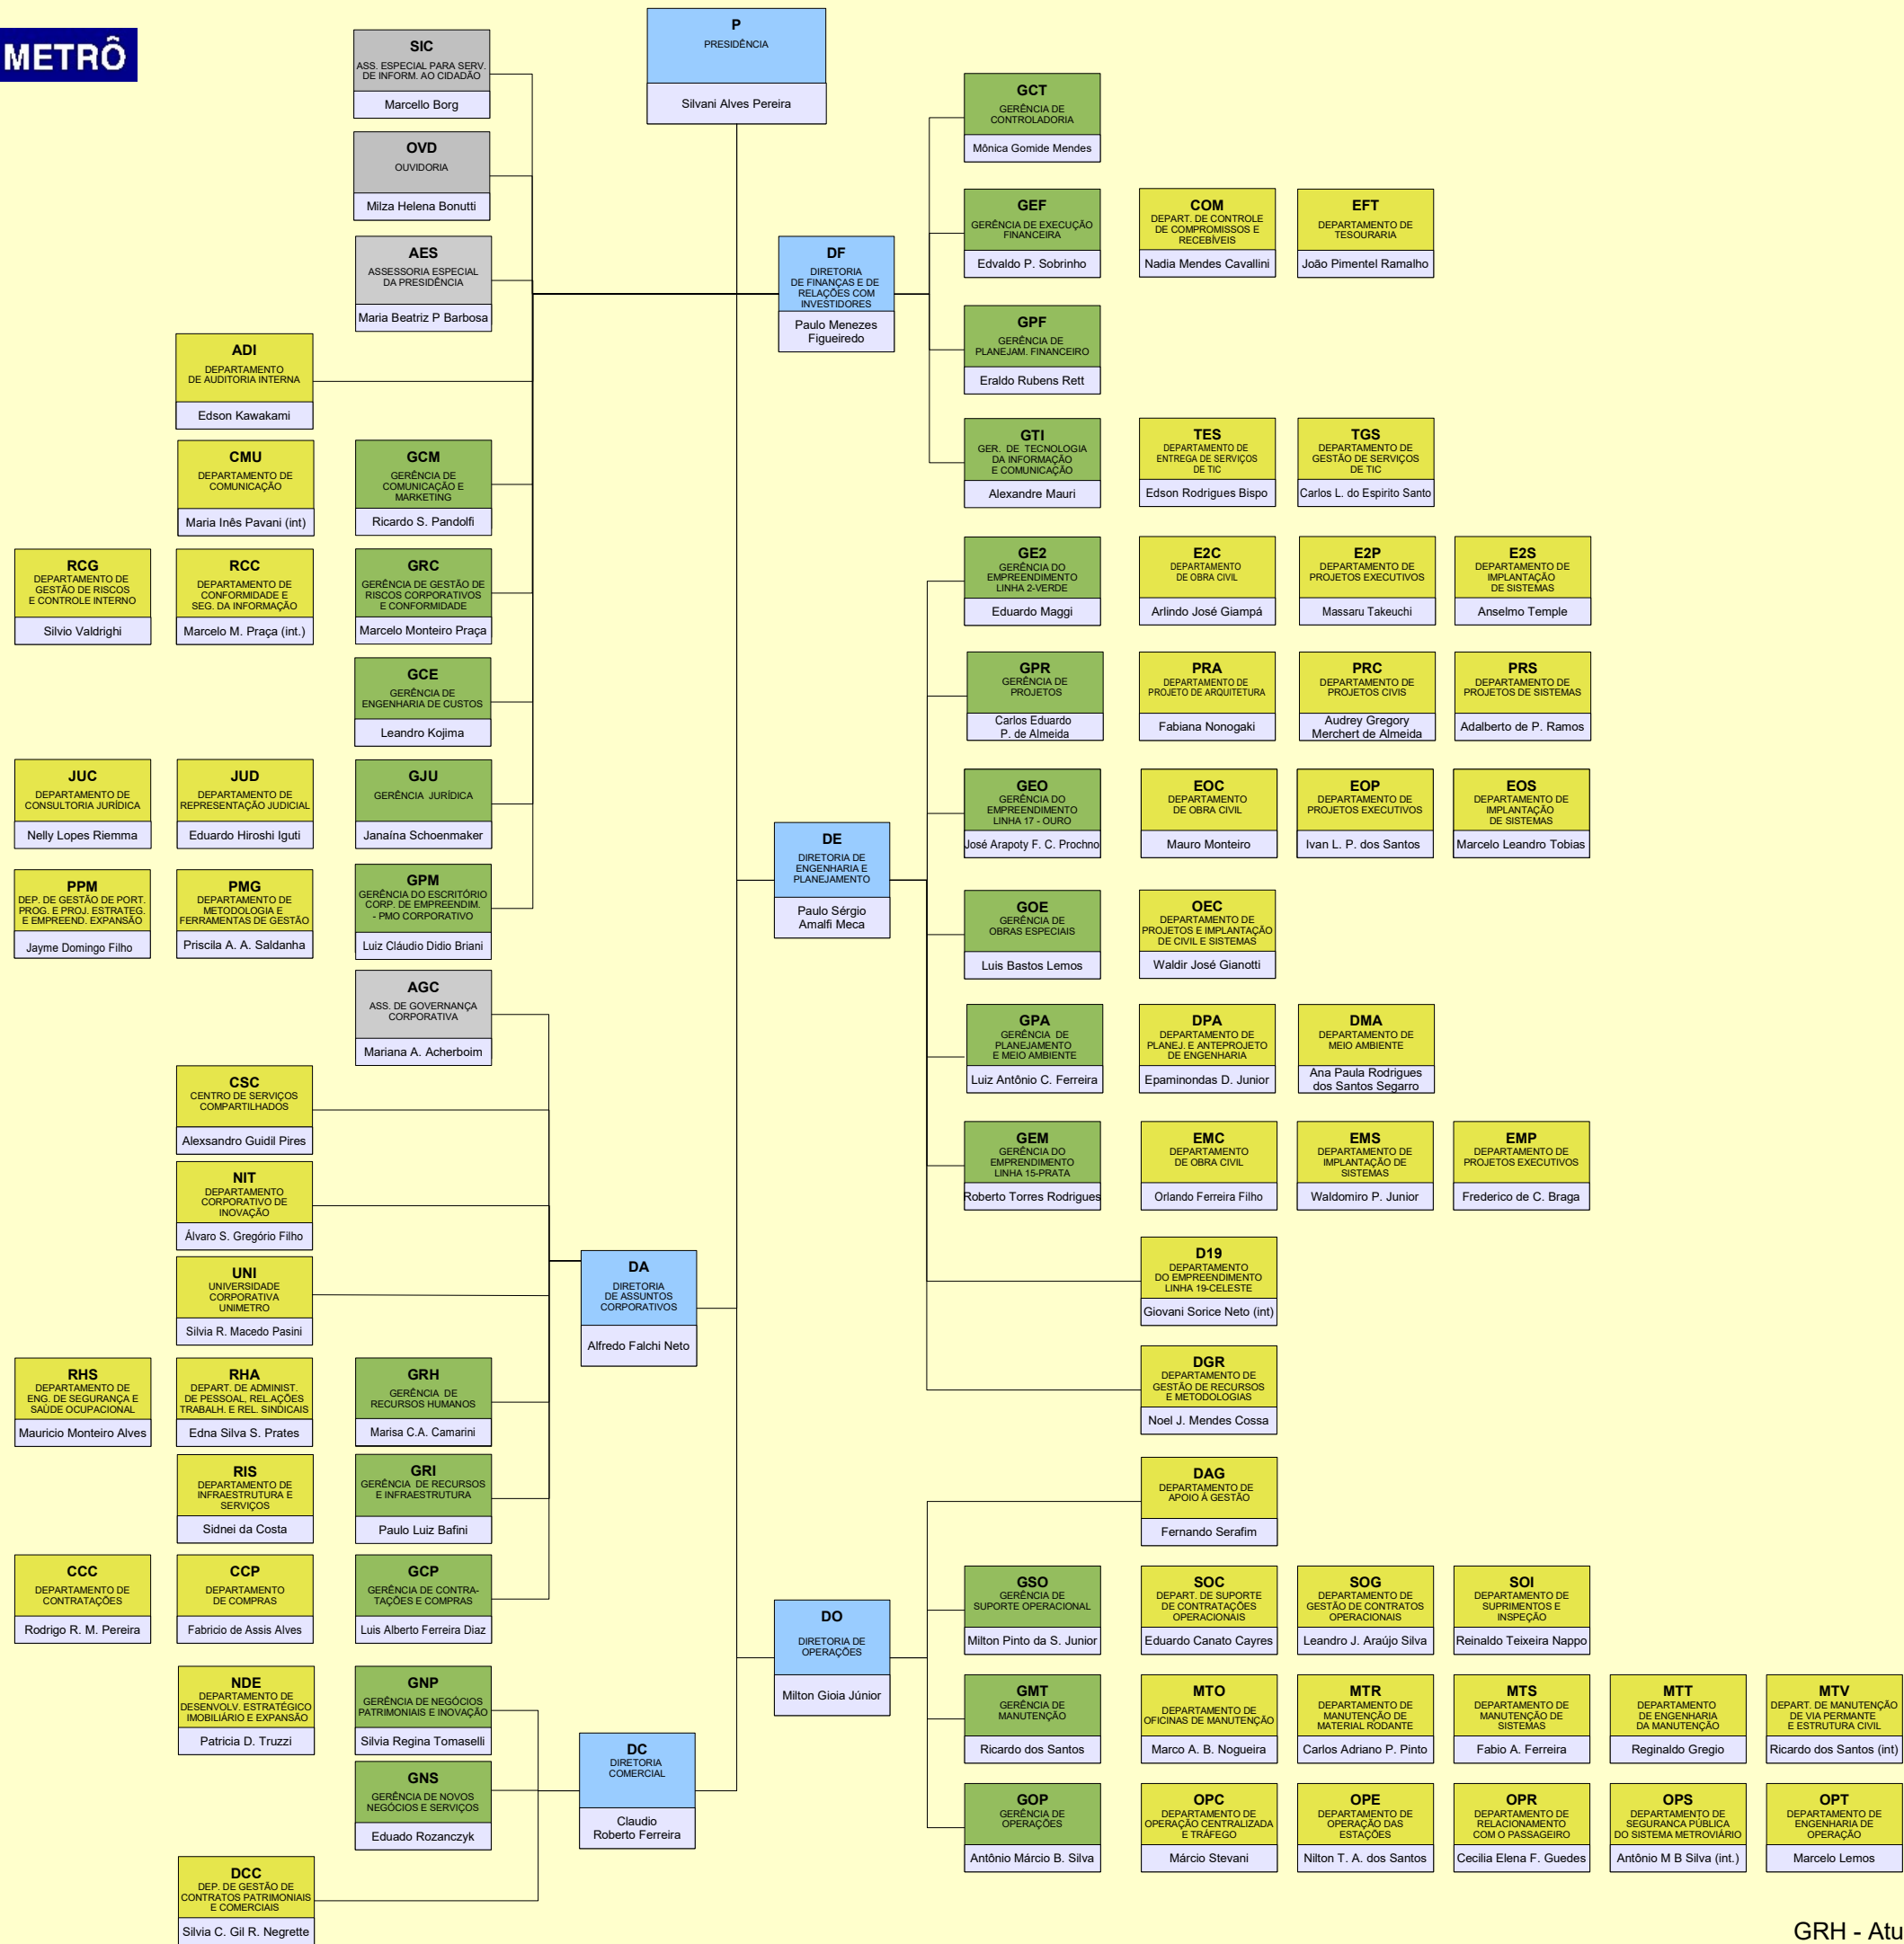 METRÔ
P
PRESIDÊNCIA
Silvani Alves Pereira
SIC
ASS. ESPECIAL PARA SERV.
DE INFORM. AO CIDADÃO
Marcello Borg
OVD
OUVIDORIA
Milza Helena Bonutti
AES
ASSESSORIA ESPECIAL
DA PRESIDÊNCIA
Maria Beatriz P Barbosa
ADI
DEPARTAMENTO
DE AUDITORIA INTERNA
Edson Kawakami
CMU
DEPARTAMENTO DE
COMUNICAÇÃO
Maria Inês Pavani (int)
GCM
GERÊNCIA DE
COMUNICAÇÃO E
MARKETING
Ricardo S. Pandolfi
RCG
DEPARTAMENTO DE
GESTÃO DE RISCOS
E CONTROLE INTERNO
Silvio Valdrighi
RCC
DEPARTAMENTO DE
CONFORMIDADE E
SEG. DA INFORMAÇÃO
Marcelo M. Praça (int.)
GRC
GERÊNCIA DE GESTÃO DE
RISCOS CORPORATIVOS
E CONFORMIDADE
Marcelo Monteiro Praça
GCE
GERÊNCIA DE
ENGENHARIA DE CUSTOS
Leandro Kojima
JUC
DEPARTAMENTO DE
CONSULTORIA JURÍDICA
Nelly Lopes Riemma
JUD
DEPARTAMENTO DE
REPRESENTAÇÃO JUDICIAL
Eduardo Hiroshi Iguti
GJU
GERÊNCIA JURÍDICA
Janaína Schoenmaker
PPM
DEP. DE GESTÃO DE PORT.
PROG. E PROJ. ESTRATEG.
E EMPREEND. EXPANSÃO
Jayme Domingo Filho
PMG
DEPARTAMENTO DE
METODOLOGIA E
FERRAMENTAS DE GESTÃO
Priscila A. A. Saldanha
GPM
GERÊNCIA DO ESCRITÓRIO
CORP. DE EMPREENDIM.
- PMO CORPORATIVO
Luiz Cláudio Didio Briani
AGC
ASS. DE GOVERNANÇA
CORPORATIVA
Mariana A. Acherboim
CSC
CENTRO DE SERVIÇOS
COMPARTILHADOS
Alexsandro Guidil Pires
NIT
DEPARTAMENTO
CORPORATIVO DE
INOVAÇÃO
Álvaro S. Gregório Filho
UNI
UNIVERSIDADE
CORPORATIVA
UNIMETRO
Silvia R. Macedo Pasini
RHS
DEPARTAMENTO DE
ENG. DE SEGURANÇA E
SAÚDE OCUPACIONAL
Mauricio Monteiro Alves
RHA
DEPART. DE ADMINIST.
DE PESSOAL, REL.AÇÕES
TRABALH. E REL. SINDICAIS
Edna Silva S. Prates
GRH
GERÊNCIA DE
RECURSOS HUMANOS
Marisa C.A. Camarini
RIS
DEPARTAMENTO DE
INFRAESTRUTURA E
SERVIÇOS
Sidnei da Costa
GRI
GERÊNCIA DE RECURSOS
E INFRAESTRUTURA
Paulo Luiz Bafini
CCC
DEPARTAMENTO DE
CONTRATAÇÕES
Rodrigo R. M. Pereira
CCP
DEPARTAMENTO
DE COMPRAS
Fabricio de Assis Alves
GCP
GERÊNCIA DE CONTRA-
TAÇÕES E COMPRAS
Luis Alberto Ferreira Diaz
NDE
DEPARTAMENTO DE
DESENVOLV. ESTRATÉGICO
IMOBILIÁRIO E EXPANSÃO
Patricia D. Truzzi
GNP
GERÊNCIA DE NEGÓCIOS
PATRIMONIAIS E INOVAÇÃO
Silvia Regina Tomaselli
GNS
GERÊNCIA DE NOVOS
NEGÓCIOS E SERVIÇOS
Eduado Rozanczyk
DCC
DEP. DE GESTÃO DE
CONTRATOS PATRIMONIAIS
E COMERCIAIS
Silvia C. Gil R. Negrette
DA
DIRETORIA
DE ASSUNTOS
CORPORATIVOS
Alfredo Falchi Neto
DC
DIRETORIA
COMERCIAL
Claudio
Roberto Ferreira
DF
DIRETORIA
DE FINANÇAS E DE
RELAÇÕES COM
INVESTIDORES
Paulo Menezes
Figueiredo
GCT
GERÊNCIA DE
CONTROLADORIA
Mônica Gomide Mendes
GEF
GERÊNCIA DE EXECUÇÃO
FINANCEIRA
Edvaldo P. Sobrinho
COM
DEPART. DE CONTROLE
DE COMPROMISSOS E
RECEBÍVEIS
Nadia Mendes Cavallini
EFT
DEPARTAMENTO DE
TESOURARIA
João Pimentel Ramalho
GPF
GERÊNCIA DE
PLANEJAM. FINANCEIRO
Eraldo Rubens Rett
GTI
GER. DE TECNOLOGIA
DA INFORMAÇÃO
E COMUNICAÇÃO
Alexandre Mauri
TES
DEPARTAMENTO DE
ENTREGA DE SERVIÇOS
DE TIC
Edson Rodrigues Bispo
TGS
DEPARTAMENTO DE
GESTÃO DE SERVIÇOS
DE TIC
Carlos L. do Espirito Santo
DE
DIRETORIA DE
ENGENHARIA E
PLANEJAMENTO
Paulo Sérgio
Amalfi Meca
GE2
GERÊNCIA DO
EMPREENDIMENTO
LINHA 2-VERDE
Eduardo Maggi
E2C
DEPARTAMENTO
DE OBRA CIVIL
Arlindo José Giampá
E2P
DEPARTAMENTO DE
PROJETOS EXECUTIVOS
Massaru Takeuchi
E2S
DEPARTAMENTO DE
IMPLANTAÇÃO
DE SISTEMAS
Anselmo Temple
GPR
GERÊNCIA DE
PROJETOS
Carlos Eduardo
P. de Almeida
PRA
DEPARTAMENTO DE
PROJETO DE ARQUITETURA
Fabiana Nonogaki
PRC
DEPARTAMENTO DE
PROJETOS CIVIS
Audrey Gregory
Merchert de Almeida
PRS
DEPARTAMENTO DE
PROJETOS DE SISTEMAS
Adalberto de P. Ramos
GEO
GERÊNCIA DO
EMPREENDIMENTO
LINHA 17 - OURO
José Arapoty F. C. Prochno
EOC
DEPARTAMENTO
DE OBRA CIVIL
Mauro Monteiro
EOP
DEPARTAMENTO DE
PROJETOS EXECUTIVOS
Ivan L. P. dos Santos
EOS
DEPARTAMENTO DE
IMPLANTAÇÃO
DE SISTEMAS
Marcelo Leandro Tobias
GOE
GERÊNCIA DE
OBRAS ESPECIAIS
Luis Bastos Lemos
OEC
DEPARTAMENTO DE
PROJETOS E IMPLANTAÇÃO
DE CIVIL E SISTEMAS
Waldir José Gianotti
GPA
GERÊNCIA DE
PLANEJAMENTO
E MEIO AMBIENTE
Luiz Antônio C. Ferreira
DPA
DEPARTAMENTO DE
PLANEJ. E ANTEPROJETO
DE ENGENHARIA
Epaminondas D. Junior
DMA
DEPARTAMENTO DE
MEIO AMBIENTE
Ana Paula Rodrigues
dos Santos Segarro
GEM
GERÊNCIA DO
EMPRENDIMENTO
LINHA 15-PRATA
Roberto Torres Rodrigues
EMC
DEPARTAMENTO
DE OBRA CIVIL
Orlando Ferreira Filho
EMS
DEPARTAMENTO DE
IMPLANTAÇÃO DE
SISTEMAS
Waldomiro P. Junior
EMP
DEPARTAMENTO DE
PROJETOS EXECUTIVOS
Frederico de C. Braga
D19
DEPARTAMENTO
DO EMPREENDIMENTO
LINHA 19-CELESTE
Giovani Sorice Neto (int)
DGR
DEPARTAMENTO DE
GESTÃO DE RECURSOS
E METODOLOGIAS
Noel J. Mendes Cossa
DO
DIRETORIA DE
OPERAÇÕES
Milton Gioia Júnior
DAG
DEPARTAMENTO DE
APOIO À GESTÃO
Fernando Serafim
GSO
GERÊNCIA DE
SUPORTE OPERACIONAL
Milton Pinto da S. Junior
SOC
DEPART. DE SUPORTE
DE CONTRATAÇÕES
OPERACIONAIS
Eduardo Canato Cayres
SOG
DEPARTAMENTO DE
GESTÃO DE CONTRATOS
OPERACIONAIS
Leandro J. Araújo Silva
SOI
DEPARTAMENTO DE
SUPRIMENTOS E
INSPEÇÃO
Reinaldo Teixeira Nappo
GMT
GERÊNCIA DE
MANUTENÇÃO
Ricardo dos Santos
MTO
DEPARTAMENTO DE
OFICINAS DE MANUTENÇÃO
Marco A. B. Nogueira
MTR
DEPARTAMENTO DE
MANUTENÇÃO DE
MATERIAL RODANTE
Carlos Adriano P. Pinto
MTS
DEPARTAMENTO DE
MANUTENÇÃO DE
SISTEMAS
Fabio A. Ferreira
MTT
DEPARTAMENTO
DE ENGENHARIA
DA MANUTENÇÃO
Reginaldo Gregio
MTV
DEPART. DE MANUTENÇÃO
DE VIA PERMANTE
E ESTRUTURA CIVIL
Ricardo dos Santos (int)
GOP
GERÊNCIA DE
OPERAÇÕES
Antônio Márcio B. Silva
OPC
DEPARTAMENTO DE
OPERAÇÃO CENTRALIZADA
E TRÁFEGO
Márcio Stevani
OPE
DEPARTAMENTO DE
OPERAÇÃO DAS
ESTAÇÕES
Nilton T. A. dos Santos
OPR
DEPARTAMENTO DE
RELACIONAMENTO
COM O PASSAGEIRO
Cecilia Elena F. Guedes
OPS
DEPARTAMENTO DE
SEGURANCA PÚBLICA
DO SISTEMA METROVIÁRIO
Antônio M B Silva (int.)
OPT
DEPARTAMENTO DE
ENGENHARIA DE
OPERAÇÃO
Marcelo Lemos
GRH - Atu